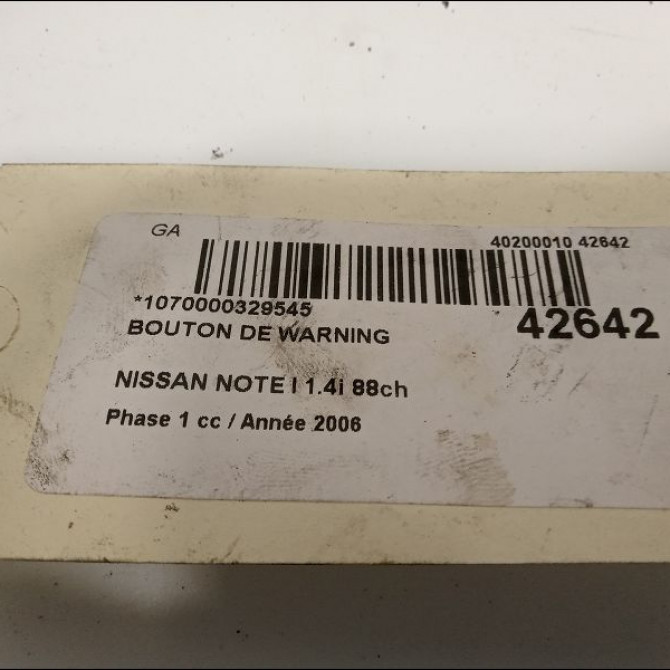 GA
40200010 42642
*1070000329545
42642
BOUTON DE WARNING
NISSAN NOTE I 1.4i 88ch
Phase 1 cc / Année 2006